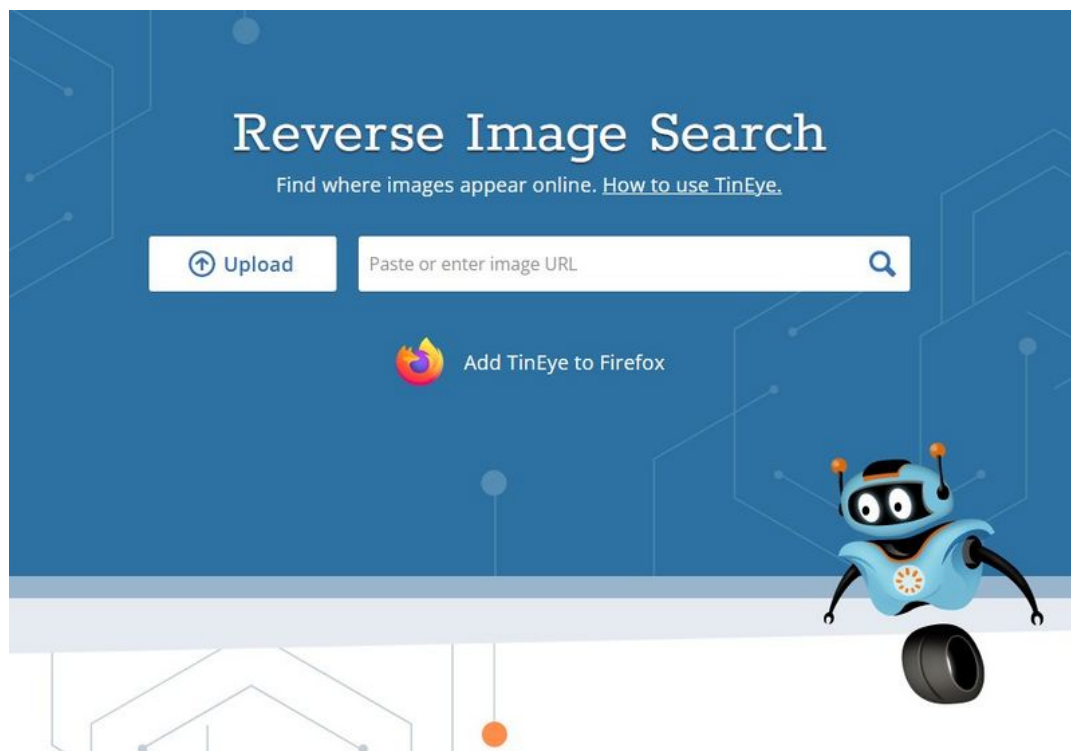 Reverse Image Search
Find where images appear online. How to use TinEye.
Upload
Paste or enter image URL
Add TinEye to Firefox